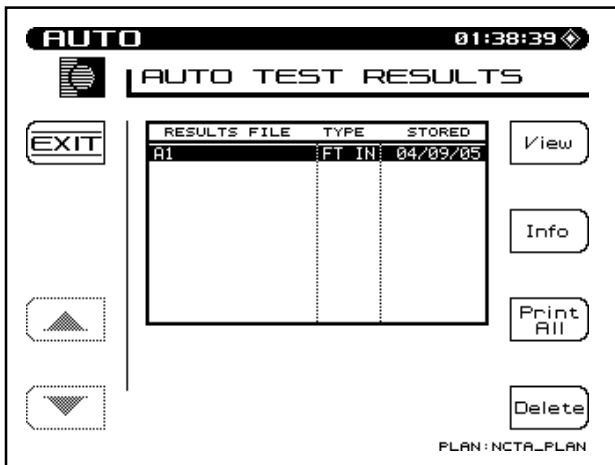 AUTO 01:38:39
AUTO TEST RESULTS
EXIT
RESULTS FILE TYPE STORED
A1 FT IN 04/09/05
View
Info
Print
All
Delete
PLAN:NCTA_PLAN